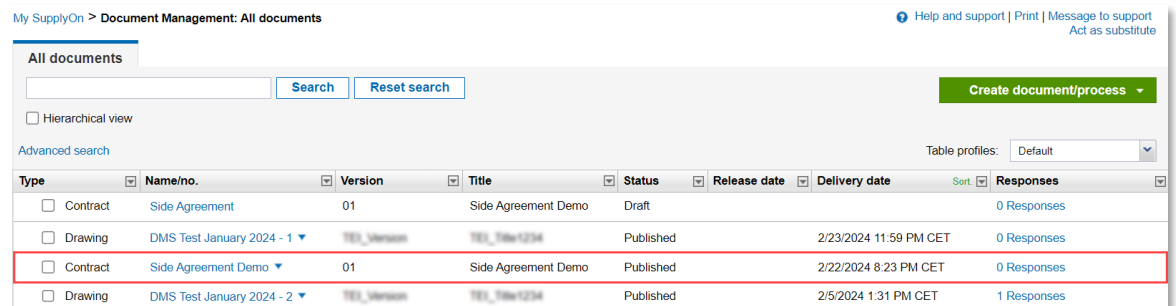 My SupplyOn > Document Management: All documents
Help and support | Print | Message to support
Act as substitute
All documents
Search Reset search Create document/process
Hierarchical view
Advanced search Table profiles: Default
Type Name/no. Version Title Status Release date Delivery date Sort. Responses
Contract Side Agreement 01 Side Agreement Demo Draft 0 Responses
Drawing DMS Test January 2024 - 1 Published 2/23/2024 11:59 PM CET 0 Responses
Contract Side Agreement Demo 01 Side Agreement Demo Published 2/22/2024 8:23 PM CET 0 Responses
Drawing DMS Test January 2024 - 2 Published 2/5/2024 1:31 PM CET 1 Responses